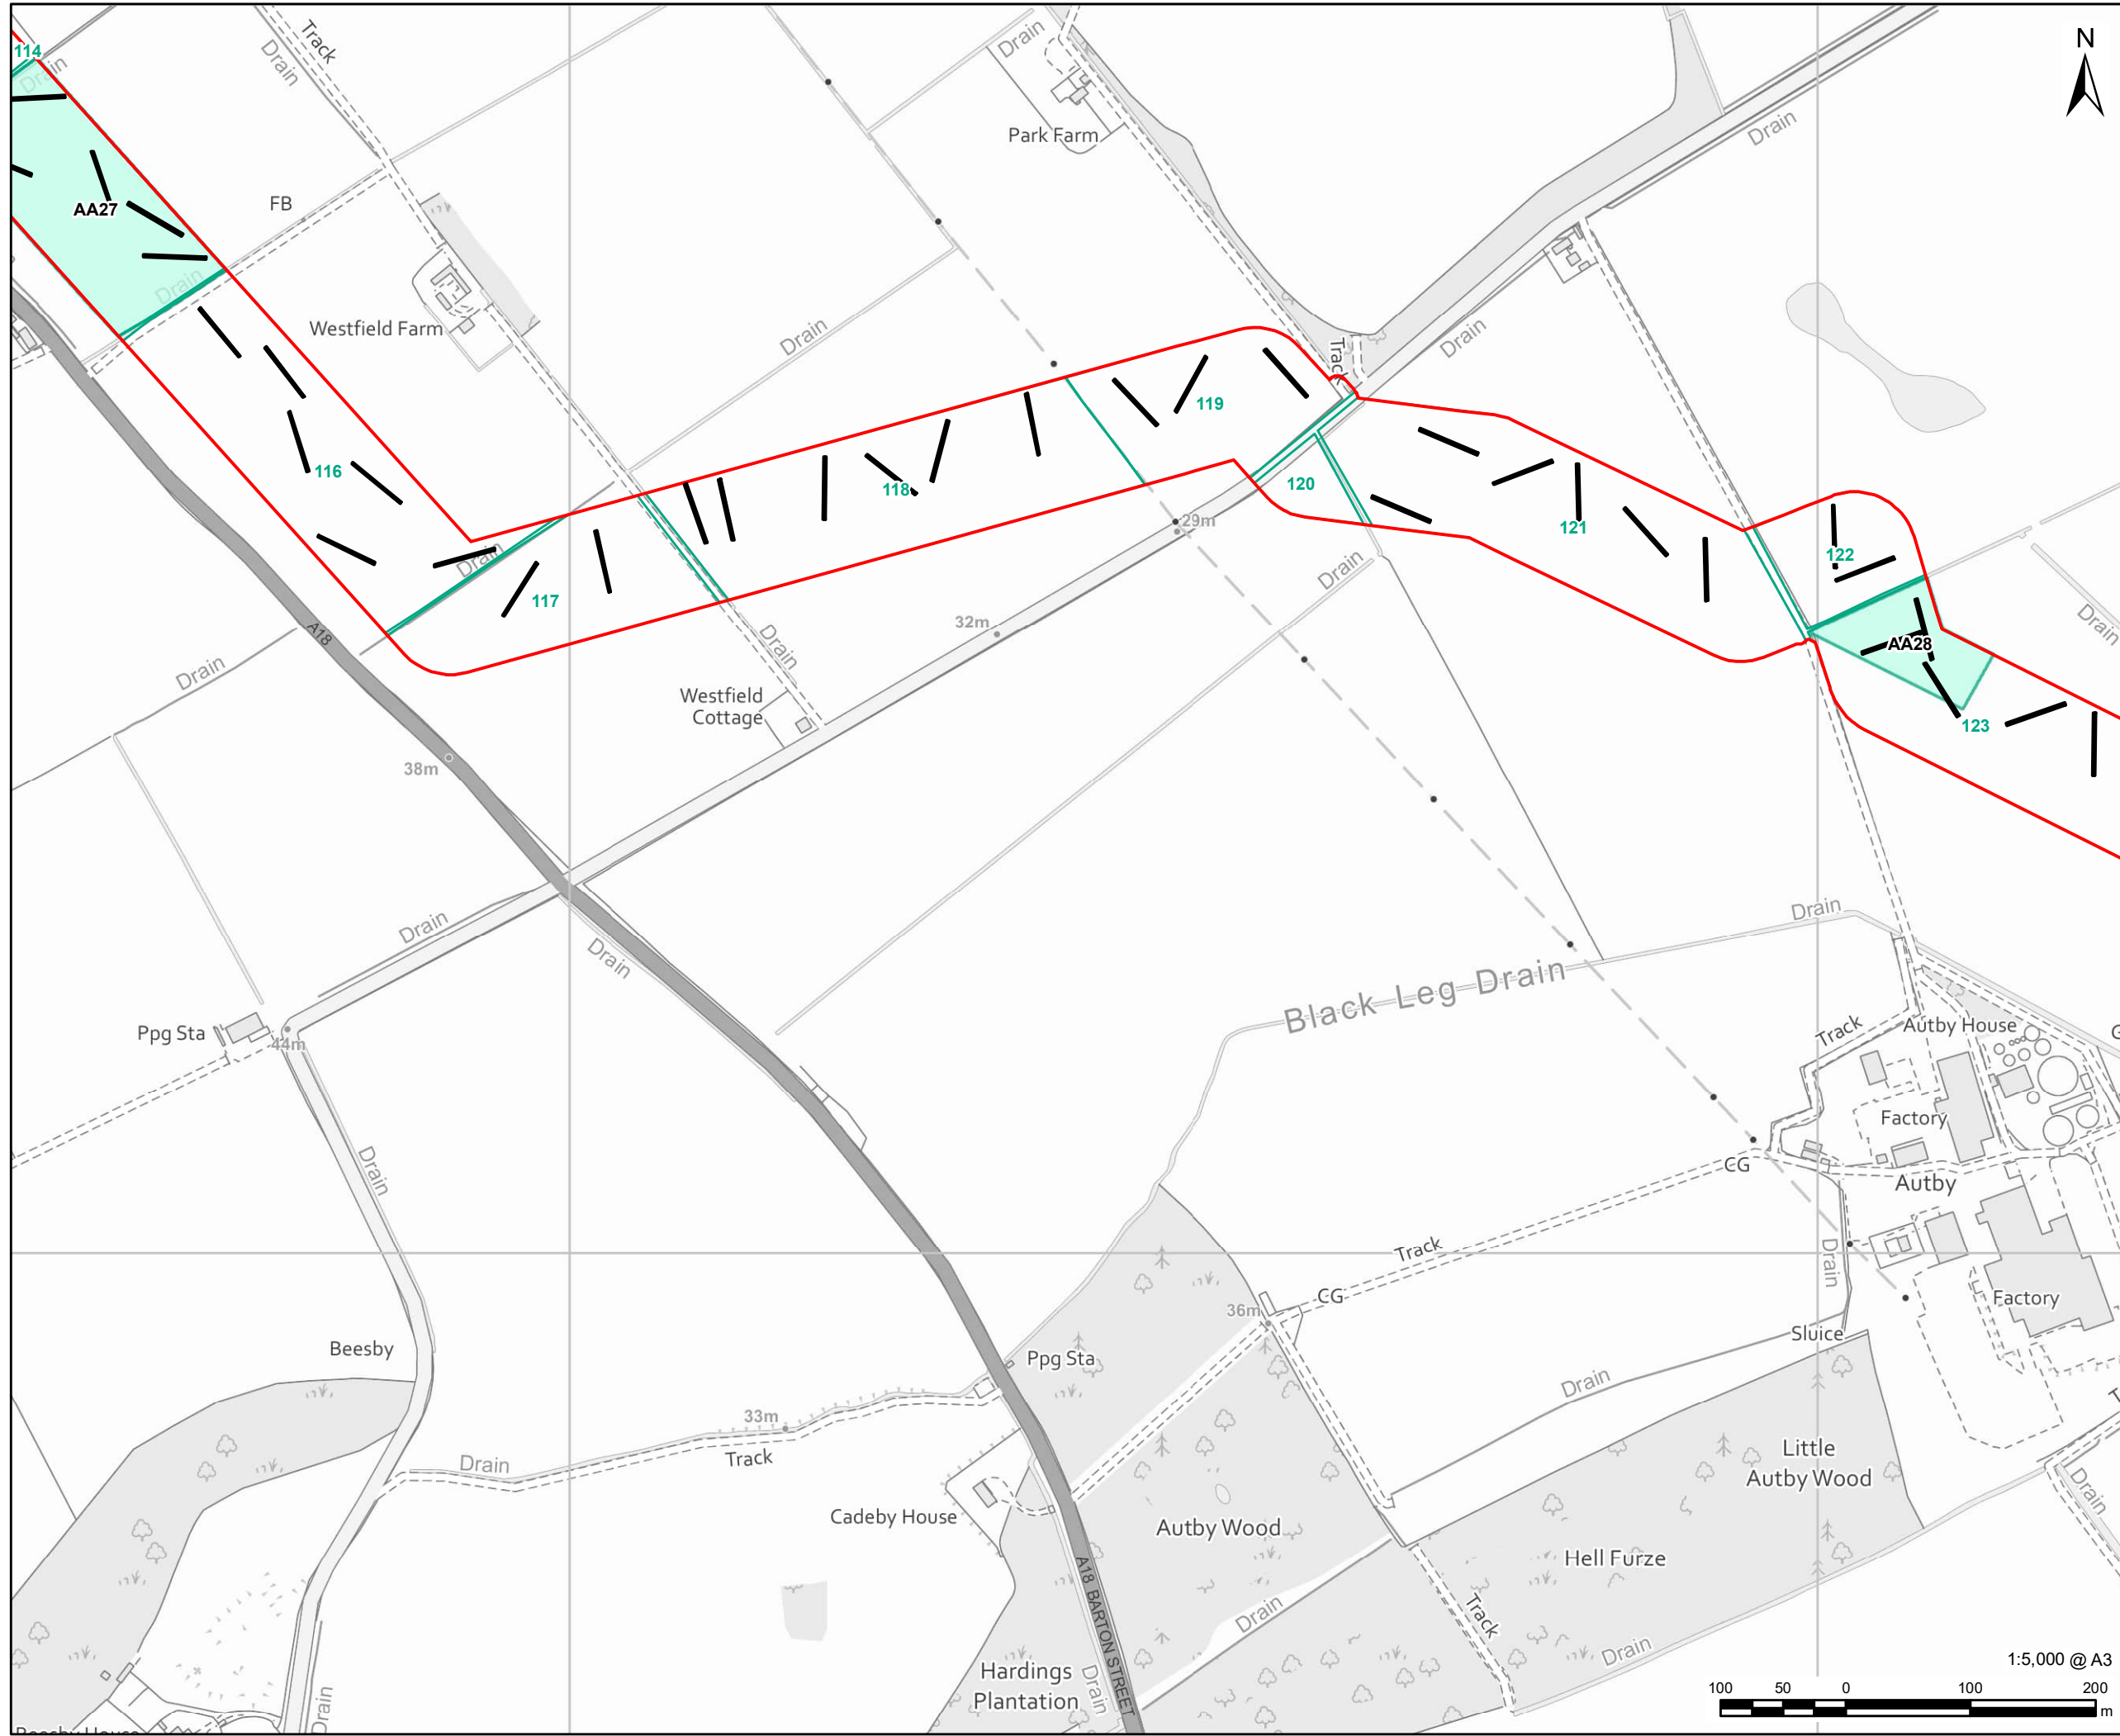 114
Drain
Track
Drain
Drain
Park Farm
N
Drain
AA27
FB
Drain
Westfield Farm
Drain
Track
Drain
119
116
118
120
29m
121
122
Drain
117
Drain
Drain
A18
32m
AA28
Drain
Drain
Westfield
Cottage
123
38m
Drain
Drain
Drain
Black Leg Drain
Ppg Sta
44m
Track
Autby House
Factory
Drain
CG
Autby
Track
Drain
CG
36m
Factory
Sluice
Beesby
Ppg Sta
Drain
33m
Track
Drain
Little
Autby Wood
Cadeby House
Autby Wood
Hell Furze
Drain
A18 BARTON STREET
Drain
Track
Drain
Hardings
Plantation
Drain
Drain
1:5,000 @ A3
100 50 0 100 200
m